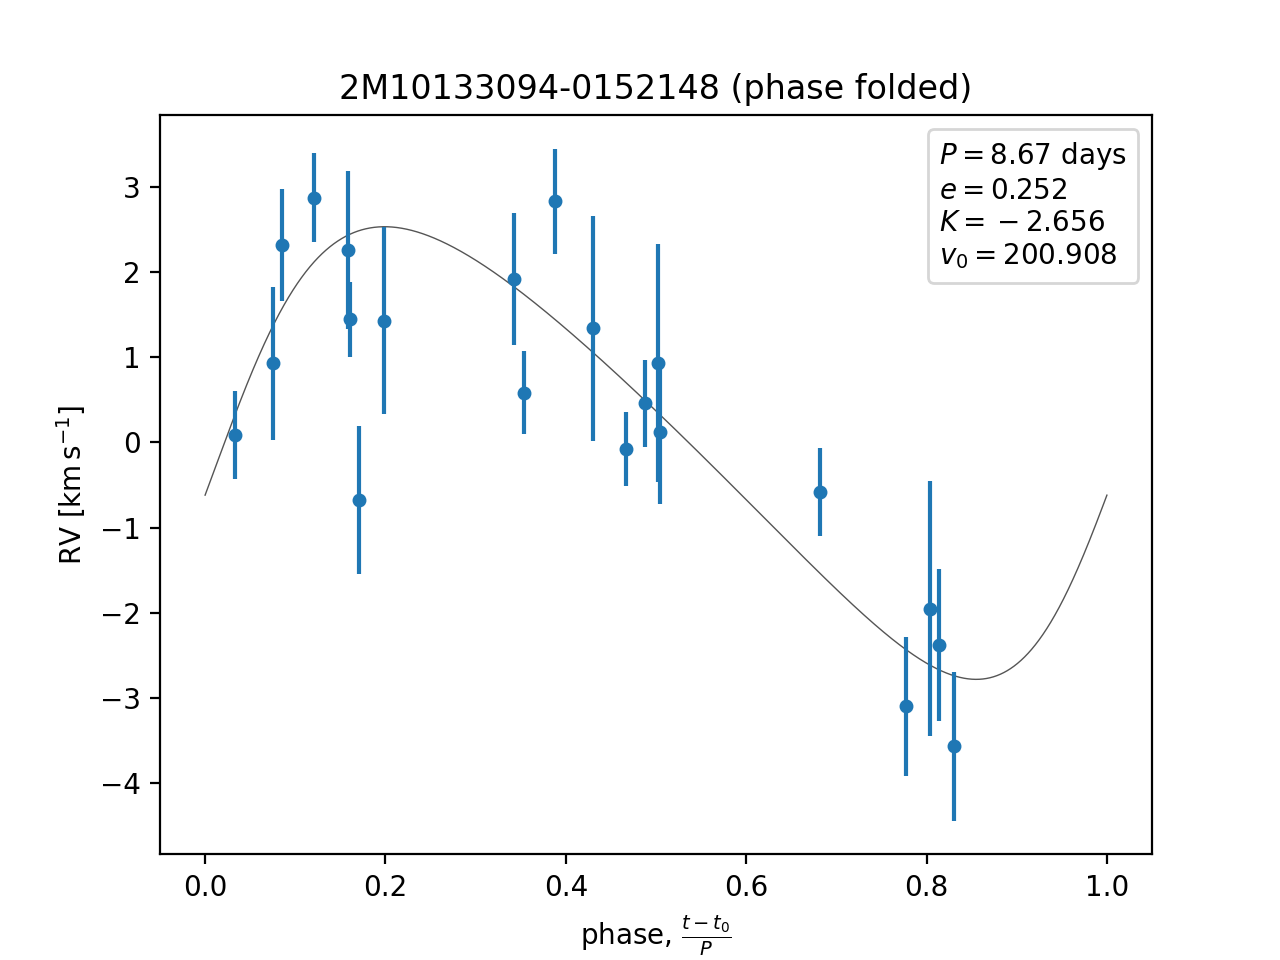 2M10133094-0152148 (phase folded)
P = 8.67 days
e = 0.252
K = −2.656
v₀ = 200.908
3
2
1
0
−1
−2
−3
−4
RV [km s⁻¹]
0.0 0.2 0.4 0.6 0.8 1.0
phase, (t − t₀)/P